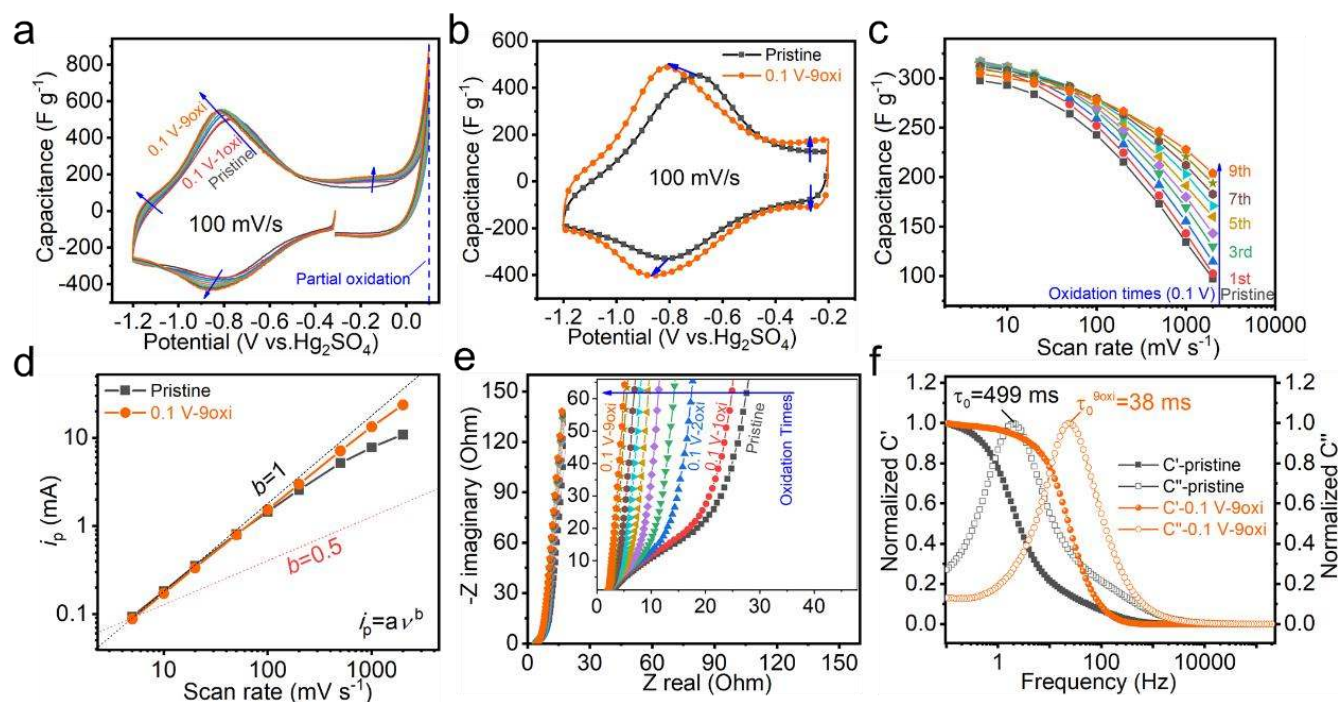 a
Capacitance (F g⁻¹)
800
600
400
200
0
-200
-400
0.1 V-9oxi
0.1 V-1oxi
Pristinel
100 mV/s
Partial oxidation
-1.2 -1.0 -0.8 -0.6 -0.4 -0.2 0.0
Potential (V vs.Hg₂SO₄)
b
Capacitance (F g⁻¹)
600
400
200
0
-200
-400
Pristine
0.1 V-9oxi
100 mV/s
-1.2 -1.0 -0.8 -0.6 -0.4 -0.2
Potential (V vs.Hg₂SO₄)
c
Capacitance (F g⁻¹)
300
250
200
150
100
9th
7th
5th
3rd
1st
Oxidation times (0.1 V)
Pristine
10 100 1000 10000
Scan rate (mV s⁻¹)
d
iₚ (mA)
10
1
0.1
Pristine
0.1 V-9oxi
b=1
b=0.5
iₚ=aνᵇ
10 100 1000
Scan rate (mV s⁻¹)
e
-Z imaginary (Ohm)
150
135
120
105
90
75
60
45
30
15
0
60
50
40
30
20
10
0.1 V-9oxi
0.1 V-2oxi
0.1 V-1oxi
Pristine
Oxidation Times
0 10 20 30 40
0 30 60 90 120 150
Z real (Ohm)
f
Normalized C'
1.2
1.0
0.8
0.6
0.4
0.2
0.0
τ₀=499 ms
τ₀⁹ᵒˣⁱ=38 ms
C'-pristine
C"-pristine
C'-0.1 V-9oxi
C"-0.1 V-9oxi
1.2
1.0
0.8
0.6
0.4
0.2
0.0
Normalized C"
1 10 100 10000
Frequency (Hz)